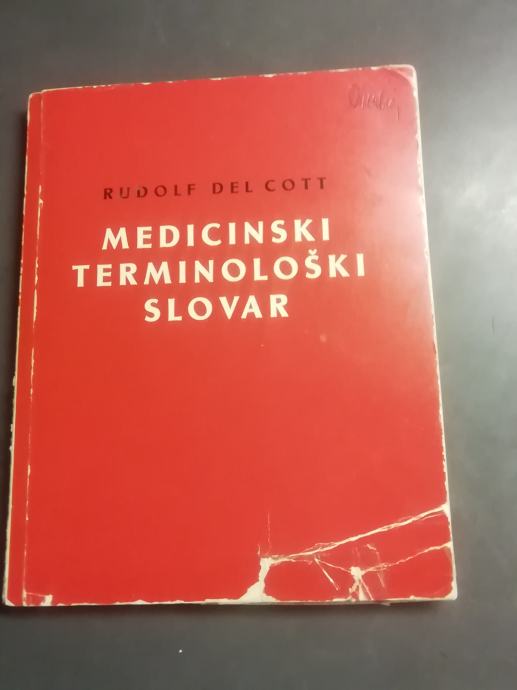 RUDOLF DEL COTT
MEDICINSKI
TERMINOLOŠKI
SLOVAR